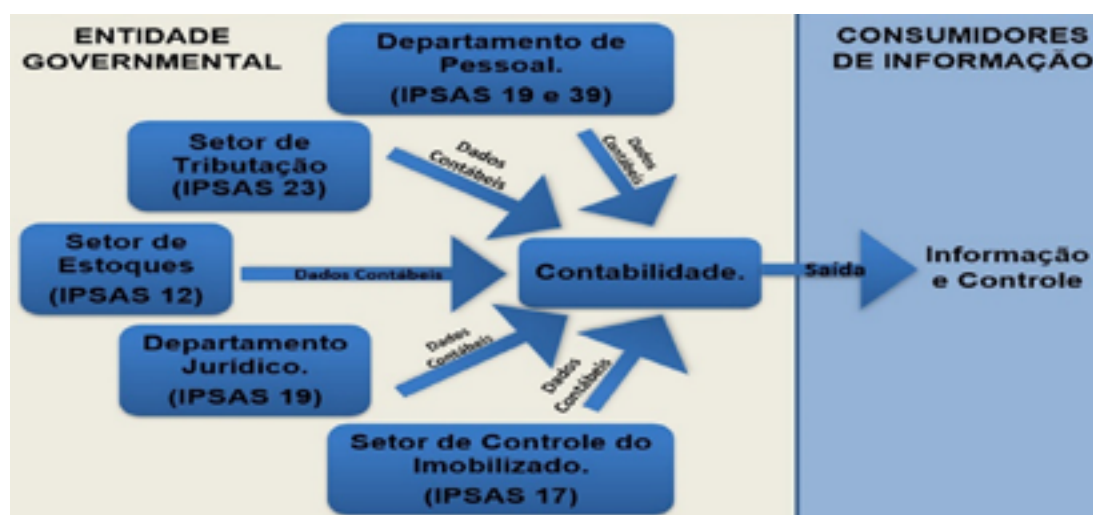 ENTIDADE
GOVERNMENTAL
Departamento de
Pessoal.
(IPSAS 19 e 39)
CONSUMIDORES
DE INFORMAÇÃO
Setor de
Tributação
(IPSAS 23)
Dados
Contábeis
Dados
Contábeis
Setor de
Estoques
(IPSAS 12)
Dados Contábeis
Contabilidade.
Saída
Informação
e Controle
Departamento
Jurídico.
(IPSAS 19)
Dados
Contábeis
Dados
Contábeis
Setor de Controle do
Imobilizado.
(IPSAS 17)